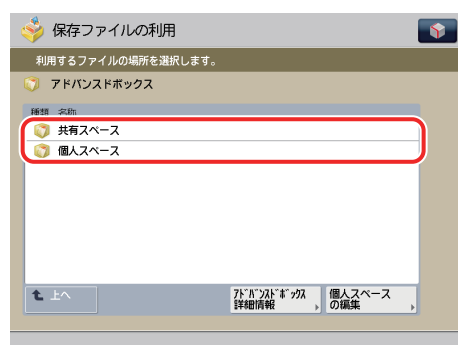 保存ファイルの利用
利用するファイルの場所を選択します。
アドバンスドボックス
種類 名称
共有スペース
個人スペース
上へ
ｱﾄﾞﾊﾞﾝｽﾄﾞﾎﾞｯｸｽ
詳細情報
個人スペース
の編集